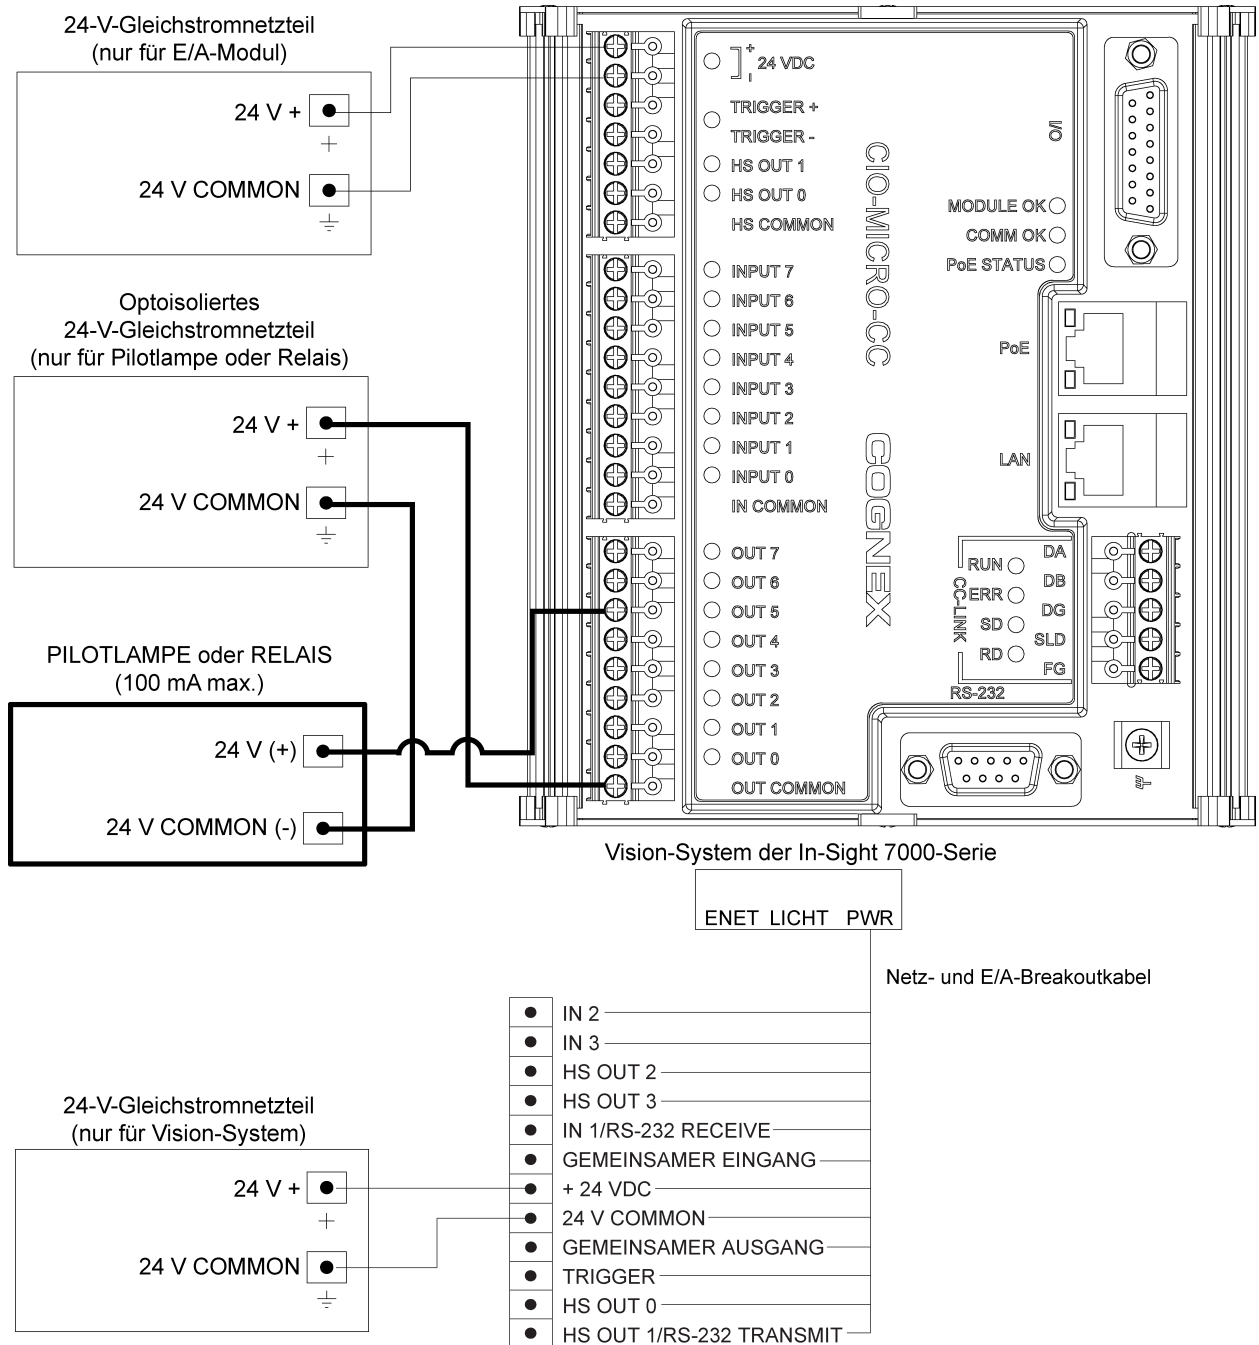 24-V-Gleichstromnetzteil
(nur für E/A-Modul)
24 V +
+
24 V COMMON
Optoisoliertes
24-V-Gleichstromnetzteil
(nur für Pilotlampe oder Relais)
24 V +
+
24 V COMMON
PILOTLAMPE oder RELAIS
(100 mA max.)
24 V (+)
24 V COMMON (-)
+
-
24 VDC
TRIGGER +
TRIGGER -
HS OUT 1
HS OUT 0
HS COMMON
INPUT 7
INPUT 6
INPUT 5
INPUT 4
INPUT 3
INPUT 2
INPUT 1
INPUT 0
IN COMMON
OUT 7
OUT 6
OUT 5
OUT 4
OUT 3
OUT 2
OUT 1
OUT 0
OUT COMMON
CIO-MICRO-CC
COGNEX
I/O
MODULE OK
COMM OK
PoE STATUS
PoE
LAN
CC-LINK
RUN
ERR
SD
RD
DA
DB
DG
SLD
FG
RS-232
Vision-System der In-Sight 7000-Serie
ENET LICHT PWR
Netz- und E/A-Breakoutkabel
IN 2
IN 3
HS OUT 2
HS OUT 3
IN 1/RS-232 RECEIVE
GEMEINSAMER EINGANG
+ 24 VDC
24 V COMMON
GEMEINSAMER AUSGANG
TRIGGER
HS OUT 0
HS OUT 1/RS-232 TRANSMIT
24-V-Gleichstromnetzteil
(nur für Vision-System)
24 V +
+
24 V COMMON